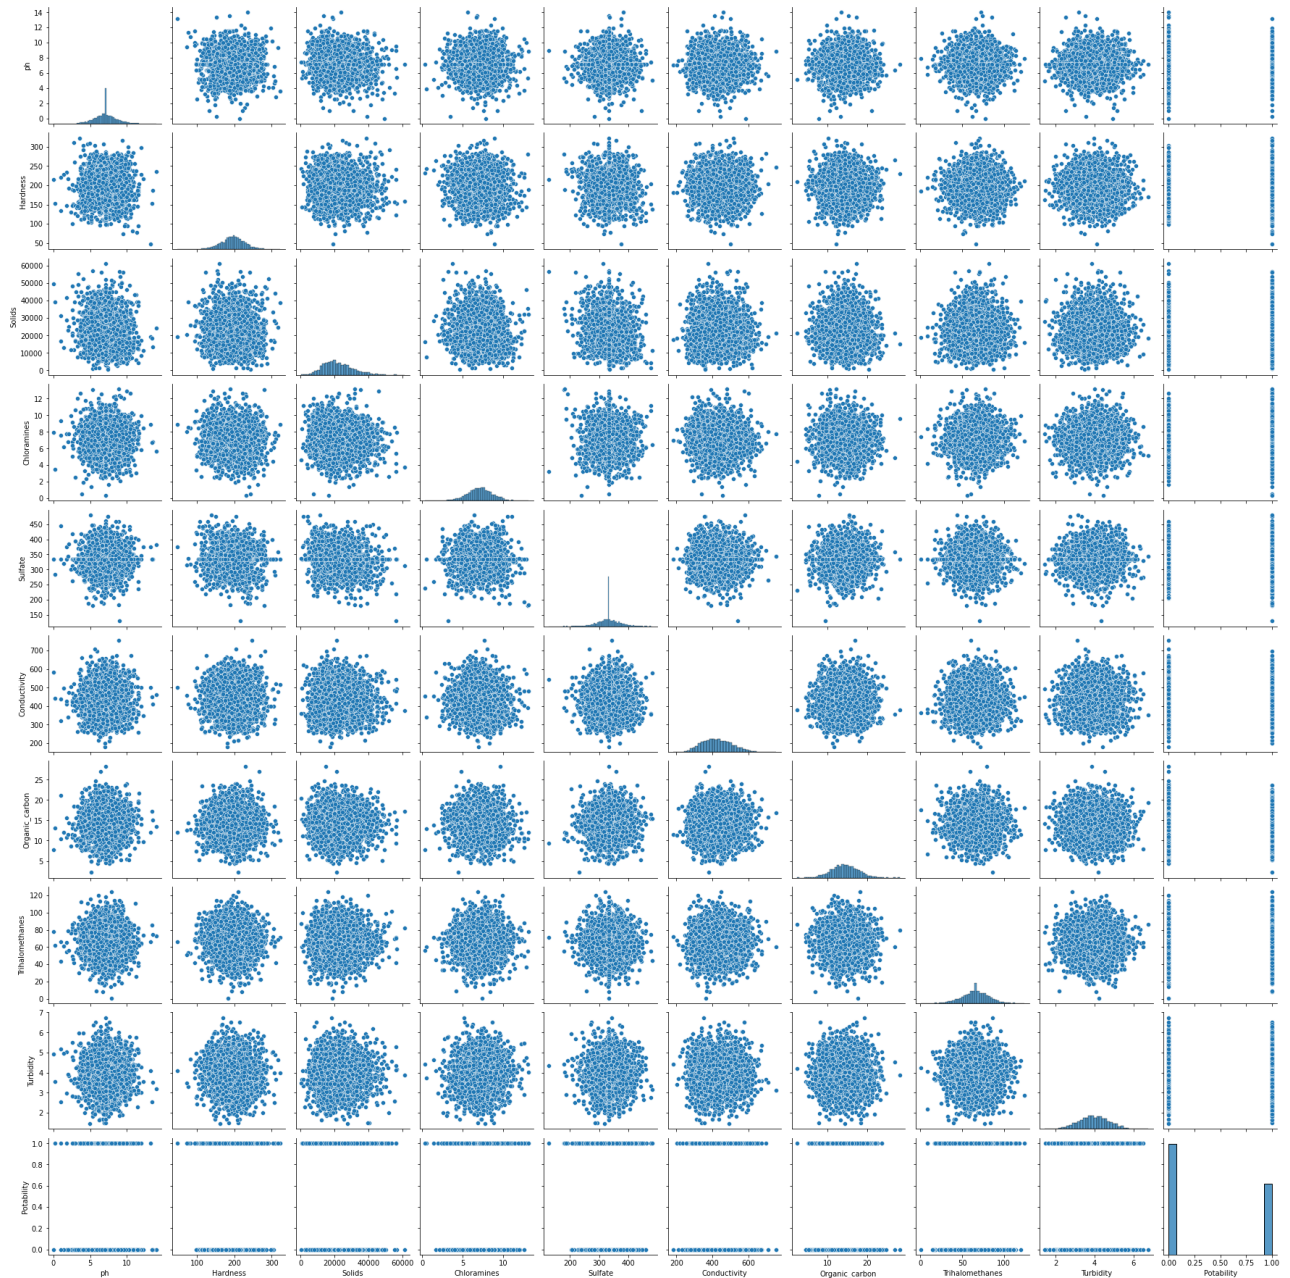 14
12
10
8
6
4
2
0
ph
300
250
200
150
100
50
Hardness
60000
50000
40000
30000
20000
10000
0
Solids
12
10
8
6
4
2
0
Chloramines
450
400
350
300
250
200
150
Sulfate
700
600
500
400
300
200
Conductivity
25
20
15
10
5
Organic_carbon
120
100
80
60
40
20
0
Trihalomethanes
7
6
5
4
3
2
Turbidity
1.0
0.8
0.6
0.4
0.2
0.0
Potability
0 5 10
ph
100 200 300
Hardness
0 20000 40000 60000
Solids
0 5 10
Chloramines
200 300 400
Sulfate
200 400 600
Conductivity
10 20
Organic_carbon
0 50 100
Trihalomethanes
2 4 6
Turbidity
0.00 0.25 0.50 0.75 1.00
Potability